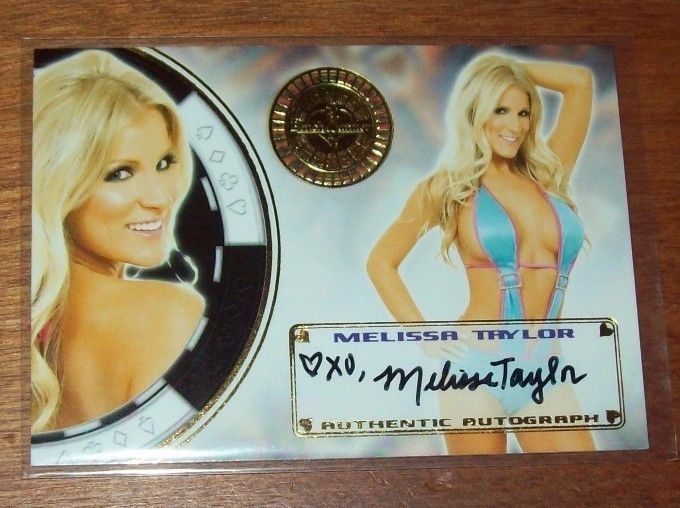 MELISSA TAYLOR
♡XO, Melissa Taylor
AUTHENTIC AUTOGRAPH